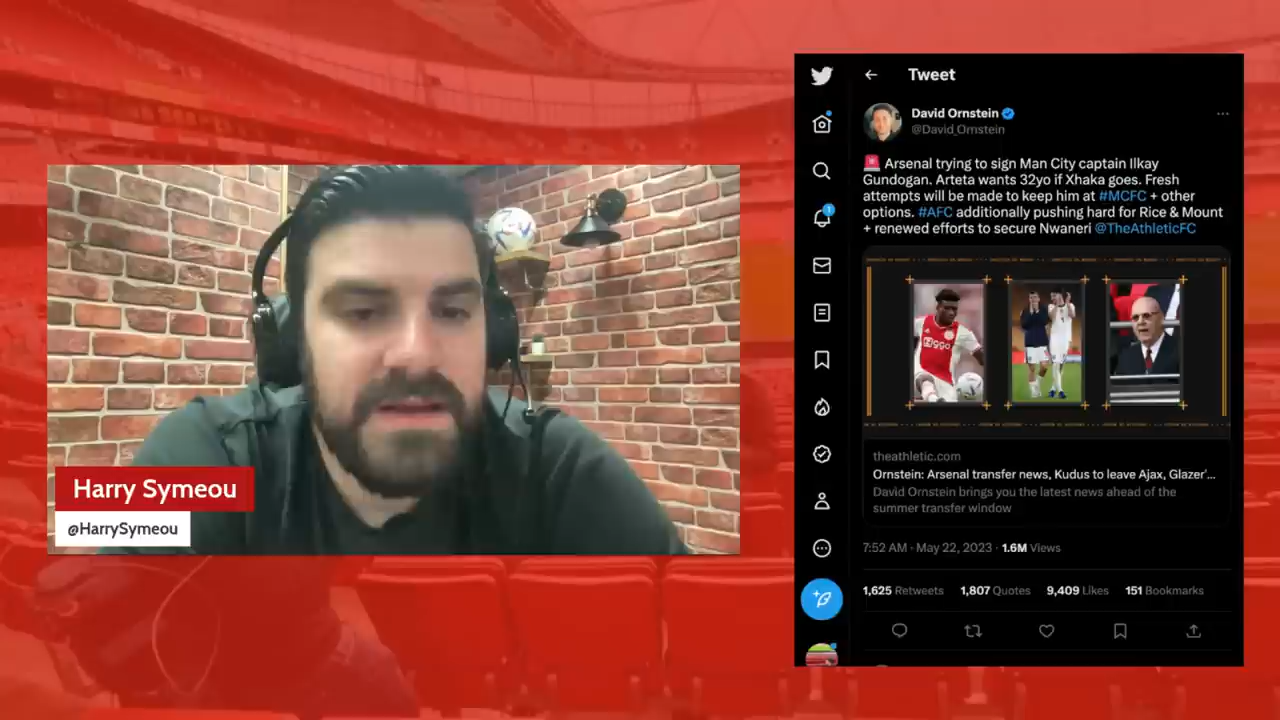 Harry Symeou
@HarrySymeou
Tweet
David Ornstein
@David_Ornstein
Arsenal trying to sign Man City captain Ilkay
Gundogan. Arteta wants 32yo if Xhaka goes. Fresh
attempts will be made to keep him at #MCFC + other
options. #AFC additionally pushing hard for Rice & Mount
+ renewed efforts to secure Nwaneri @TheAthleticFC
ziggo
theathletic.com
Ornstein: Arsenal transfer news, Kudus to leave Ajax, Glazer'...
David Ornstein brings you the latest news ahead of the
summer transfer window
7:52 AM · May 22, 2023 · 1.6M Views
1,625 Retweets 1,807 Quotes 9,409 Likes 151 Bookmarks